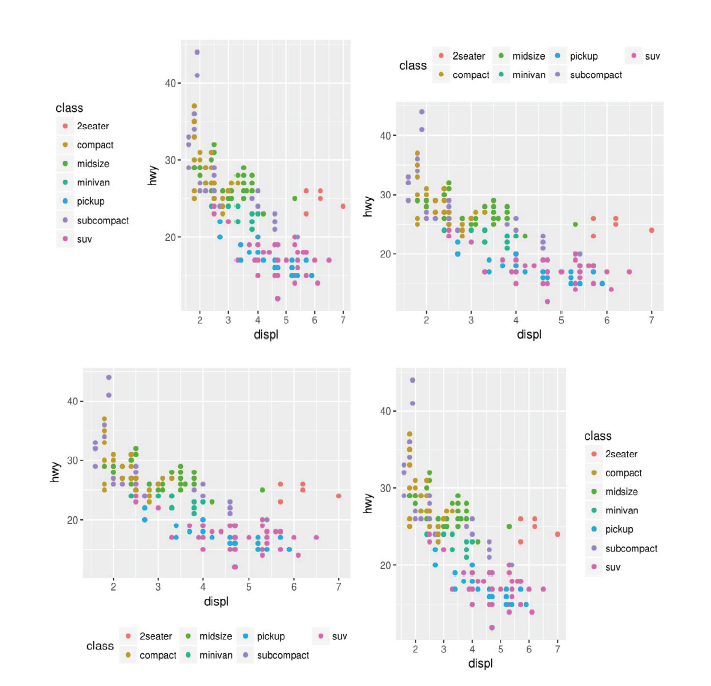 class
2seater
compact
midsize
minivan
pickup
subcompact
suv
40
30
20
hwy
2 3 4 5 6 7
displ
class
2seater midsize pickup suv
compact minivan subcompact
40
30
20
hwy
2 3 4 5 6 7
displ
40
30
20
hwy
2 3 4 5 6 7
displ
class
2seater midsize pickup suv
compact minivan subcompact
40
30
20
hwy
2 3 4 5 6 7
displ
class
2seater
compact
midsize
minivan
pickup
subcompact
suv